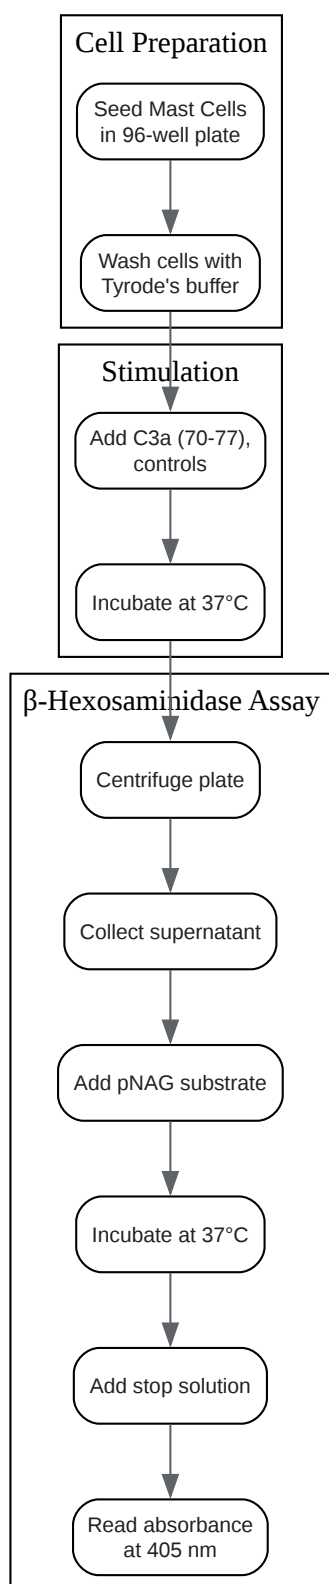 Cell Preparation
Seed Mast Cells
in 96-well plate
Wash cells with
Tyrode's buffer
Stimulation
Add C3a (70-77),
controls
Incubate at 37°C
β-Hexosaminidase Assay
Centrifuge plate
Collect supernatant
Add pNAG substrate
Incubate at 37°C
Add stop solution
Read absorbance
at 405 nm